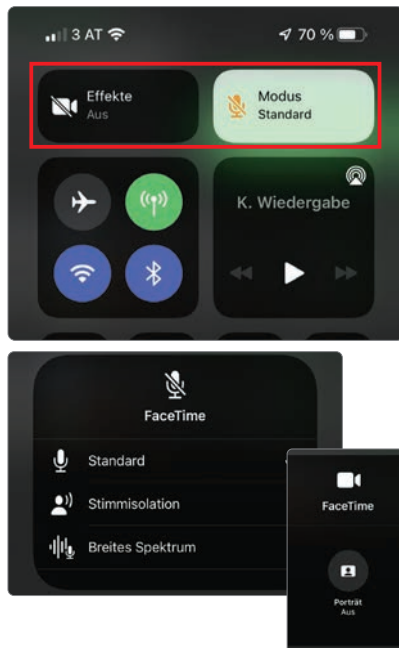 3 AT 70 %
Effekte
Aus
Modus
Standard
K. Wiedergabe
FaceTime
Standard
Stimmisolation
Breites Spektrum
FaceTime
Porträt
Aus